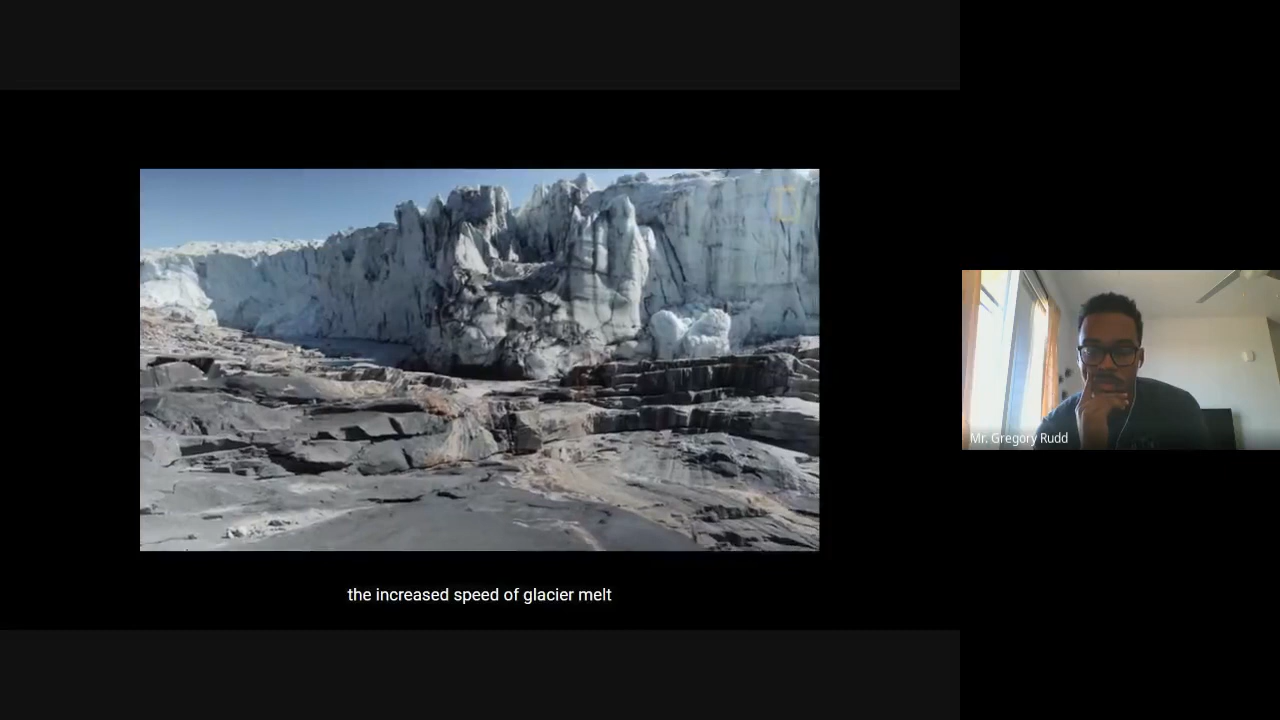 Mr. Gregory Rudd
the increased speed of glacier melt